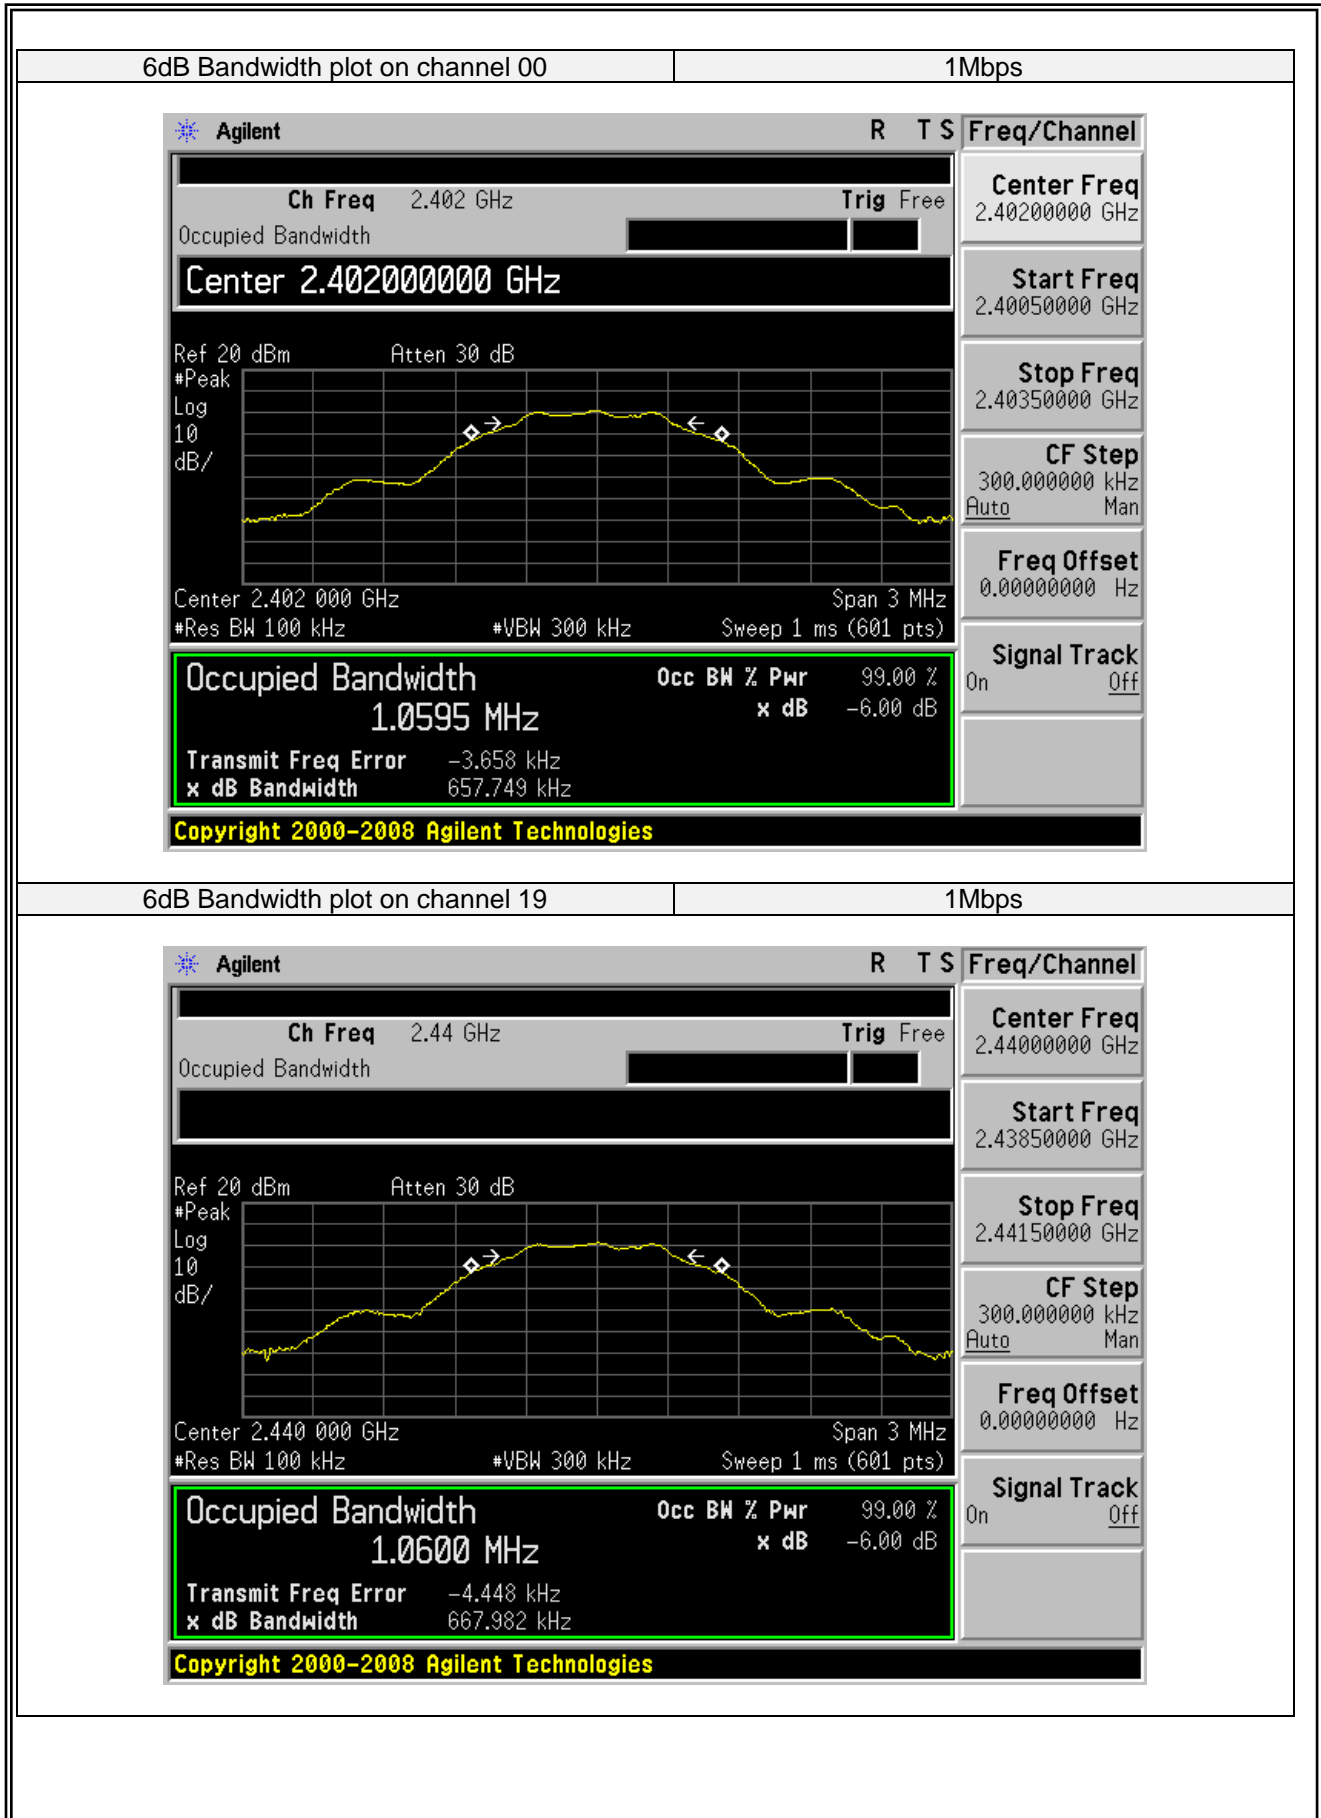 6dB Bandwidth plot on channel 00 1Mbps
Agilent R T S Freq/Channel
Ch Freq 2.402 GHz Trig Free
Occupied Bandwidth
Center 2.402000000 GHz
Ref 20 dBm Atten 30 dB
#Peak
Log
10
dB/
Center 2.402 000 GHz Span 3 MHz
#Res BW 100 kHz #VBW 300 kHz Sweep 1 ms (601 pts)
Occupied Bandwidth Occ BW % Pwr 99.00 %
1.0595 MHz x dB -6.00 dB
Transmit Freq Error -3.658 kHz
x dB Bandwidth 657.749 kHz
Copyright 2000-2008 Agilent Technologies
Center Freq
2.40200000 GHz
Start Freq
2.40050000 GHz
Stop Freq
2.40350000 GHz
CF Step
300.000000 kHz
Auto Man
Freq Offset
0.00000000 Hz
Signal Track
On Off
6dB Bandwidth plot on channel 19 1Mbps
Agilent R T S Freq/Channel
Ch Freq 2.44 GHz Trig Free
Occupied Bandwidth
Ref 20 dBm Atten 30 dB
#Peak
Log
10
dB/
Center 2.440 000 GHz Span 3 MHz
#Res BW 100 kHz #VBW 300 kHz Sweep 1 ms (601 pts)
Occupied Bandwidth Occ BW % Pwr 99.00 %
1.0600 MHz x dB -6.00 dB
Transmit Freq Error -4.448 kHz
x dB Bandwidth 667.982 kHz
Copyright 2000-2008 Agilent Technologies
Center Freq
2.44000000 GHz
Start Freq
2.43850000 GHz
Stop Freq
2.44150000 GHz
CF Step
300.000000 kHz
Auto Man
Freq Offset
0.00000000 Hz
Signal Track
On Off